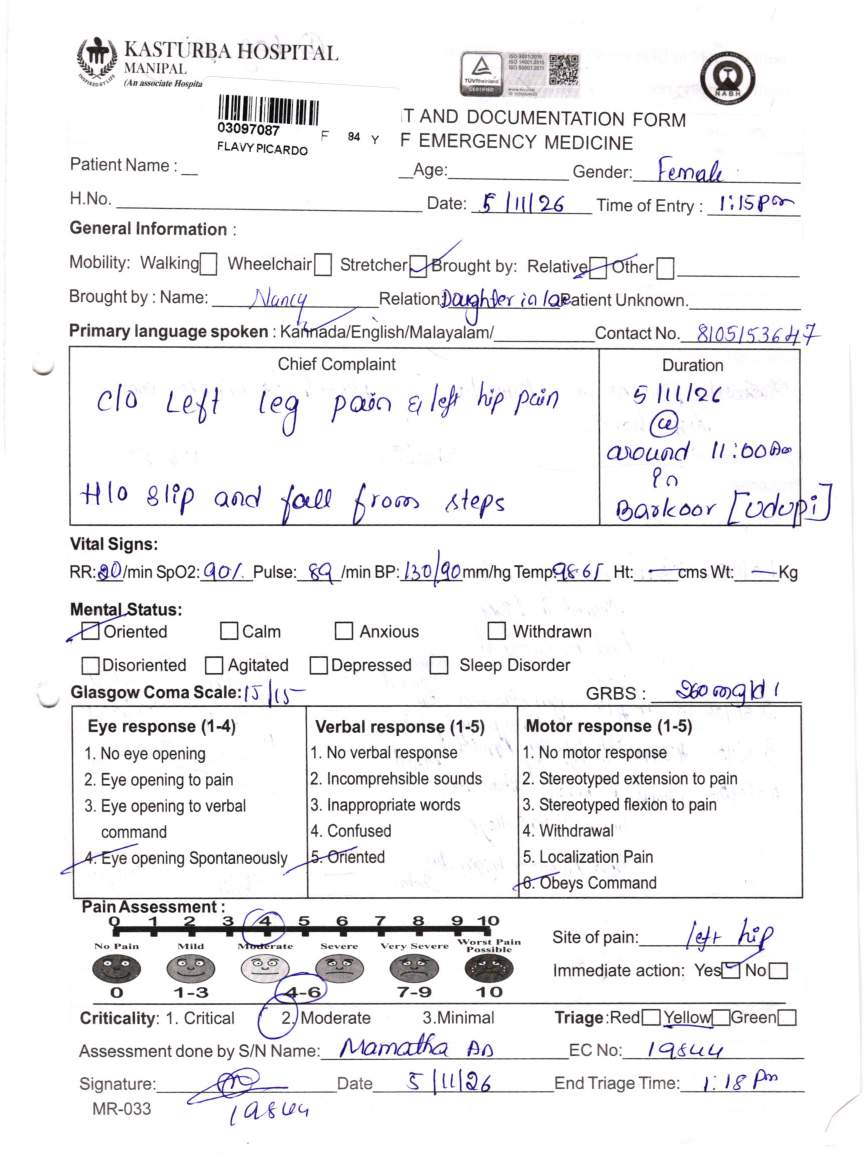 KASTURBA HOSPITAL
MANIPAL
(An associate Hospita
TÜVRheinland
CERTIFIED
NABH
03097087 F 84 Y
FLAVY PICARDO
T AND DOCUMENTATION FORM
F EMERGENCY MEDICINE
Patient Name : __ Age:____ Gender: Female
H.No. ____ Date: 5/11/26 Time of Entry : 1:15pm
General Information :
Mobility: Walking Wheelchair Stretcher Brought by: Relative Other
Brought by : Name: Nancy Relation: Daughter in law Patient Unknown.
Primary language spoken : Kannada/English/Malayalam/ Contact No. 8105153647
Chief Complaint Duration
C/O Left leg pain & left hip pain
5/11/26
@
around 11:00am
in
Barkoor [Udupi]
H/o slip and fall from steps
Vital Signs:
RR:20/min SpO2:90% Pulse: 89 /min BP:130/90mm/hg Temp:98.6F Ht: —cms Wt: —Kg
Mental Status:
Oriented Calm Anxious Withdrawn
Disoriented Agitated Depressed Sleep Disorder
Glasgow Coma Scale:15/15 GRBS : 260mg/dl
Eye response (1-4) Verbal response (1-5) Motor response (1-5)
1. No eye opening 1. No verbal response 1. No motor response
2. Eye opening to pain 2. Incomprehsible sounds 2. Stereotyped extension to pain
3. Eye opening to verbal 3. Inappropriate words 3. Stereotyped flexion to pain
command 4. Confused 4. Withdrawal
4. Eye opening Spontaneously 5. Oriented 5. Localization Pain
6. Obeys Command
Pain Assessment :
0 1 2 3 4 5 6 7 8 9 10
No Pain Mild Moderate Severe Very Severe Worst Pain Possible
0 1-3 4-6 7-9 10
Site of pain: left hip
Immediate action: Yes No
Criticality: 1. Critical 2. Moderate 3.Minimal Triage:Red Yellow Green
Assessment done by S/N Name: Mamatha EC No: 19844
Signature: Date 5/11/26 End Triage Time: 1:18 Pm
MR-033 19844